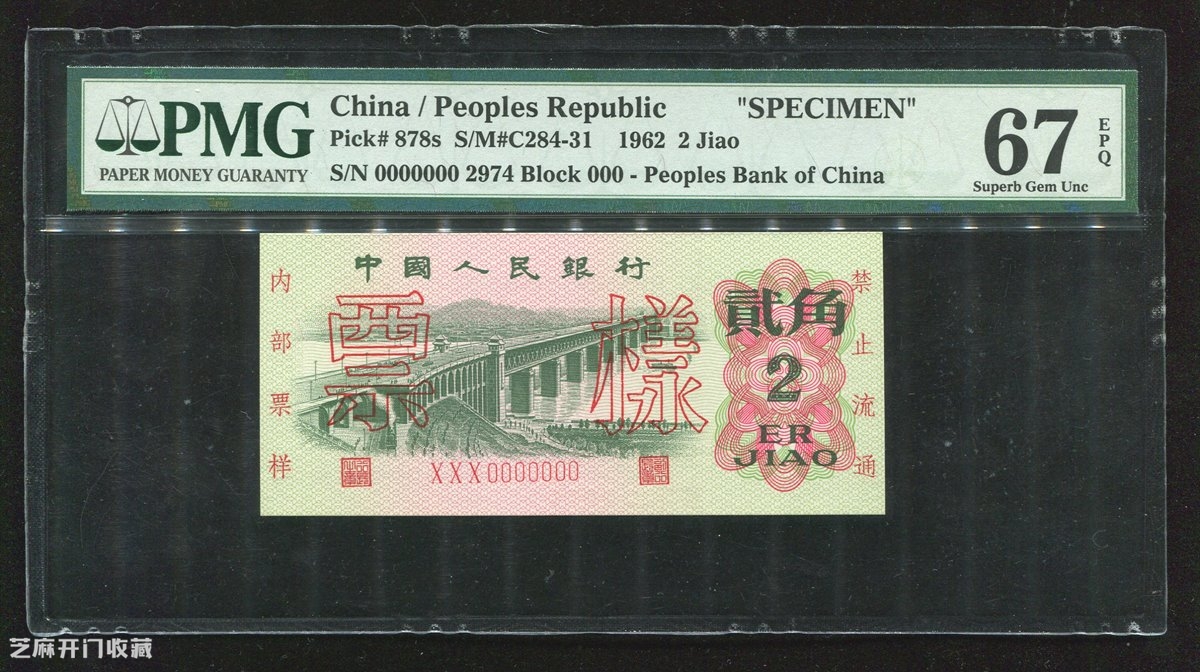 PMG
PAPER MONEY GUARANTY
China / Peoples Republic "SPECIMEN"
Pick# 878s S/M#C284-31 1962 2 Jiao
S/N 0000000 2974 Block 000 - Peoples Bank of China
67
EPQ
Superb Gem Unc
中國人民銀行
内部票样
票樣
貳角
2
ER
JIAO
禁止流通
XXX0000000
芝麻开门收藏